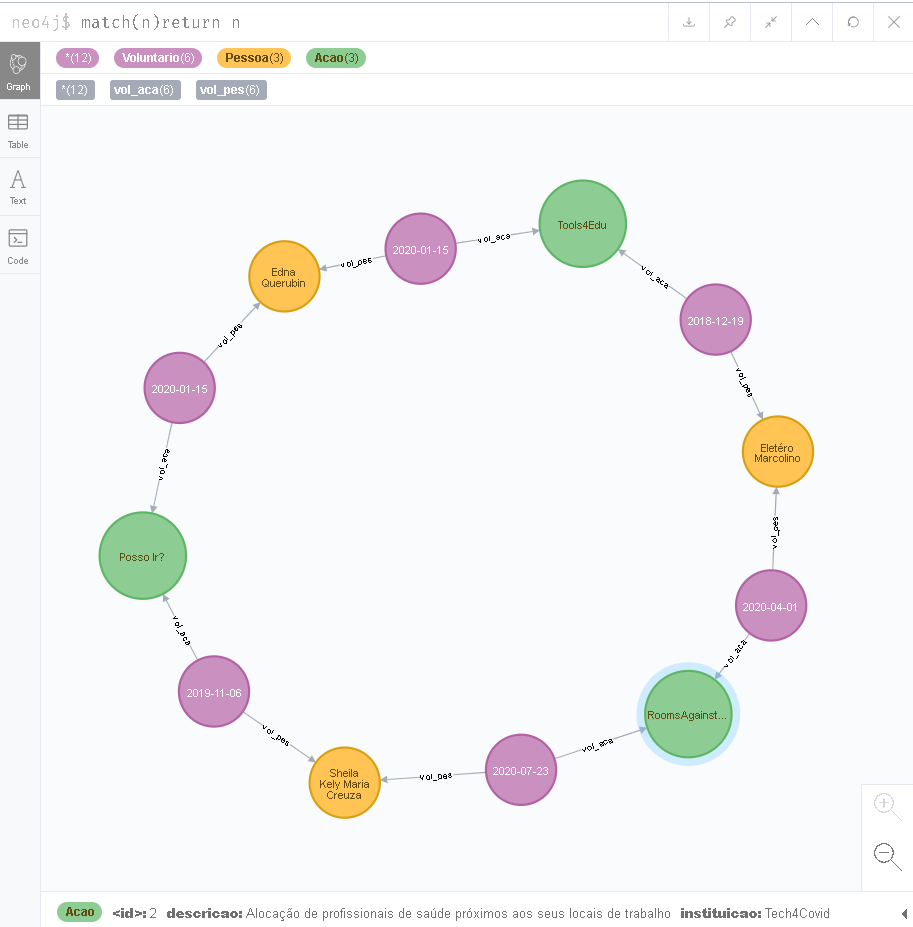 neo4j$ match(n)return n
*(12) Voluntario(6) Pessoa(3) Acao(3)
*(12) vol_aca(6) vol_pes(6)
Graph
Table
Text
Code
Tools4Edu
vol_aca
2020-01-15
vol_pes
Edna
Querubin
vol_aca
2018-12-19
vol_pes
vol_pes
2020-01-15
Eletéro
Marcolino
vol_aca
vol_pes
Posso Ir?
2020-04-01
vol_aca
vol_aca
2019-11-06
RoomsAgainst...
vol_pes
vol_aca
Sheila
Kely Maria
Creuza
vol_pes
2020-07-23
Acao <id>: 2 descricao: Alocação de profissionais de saúde próximos aos seus locais de trabalho instituicao: Tech4Covid